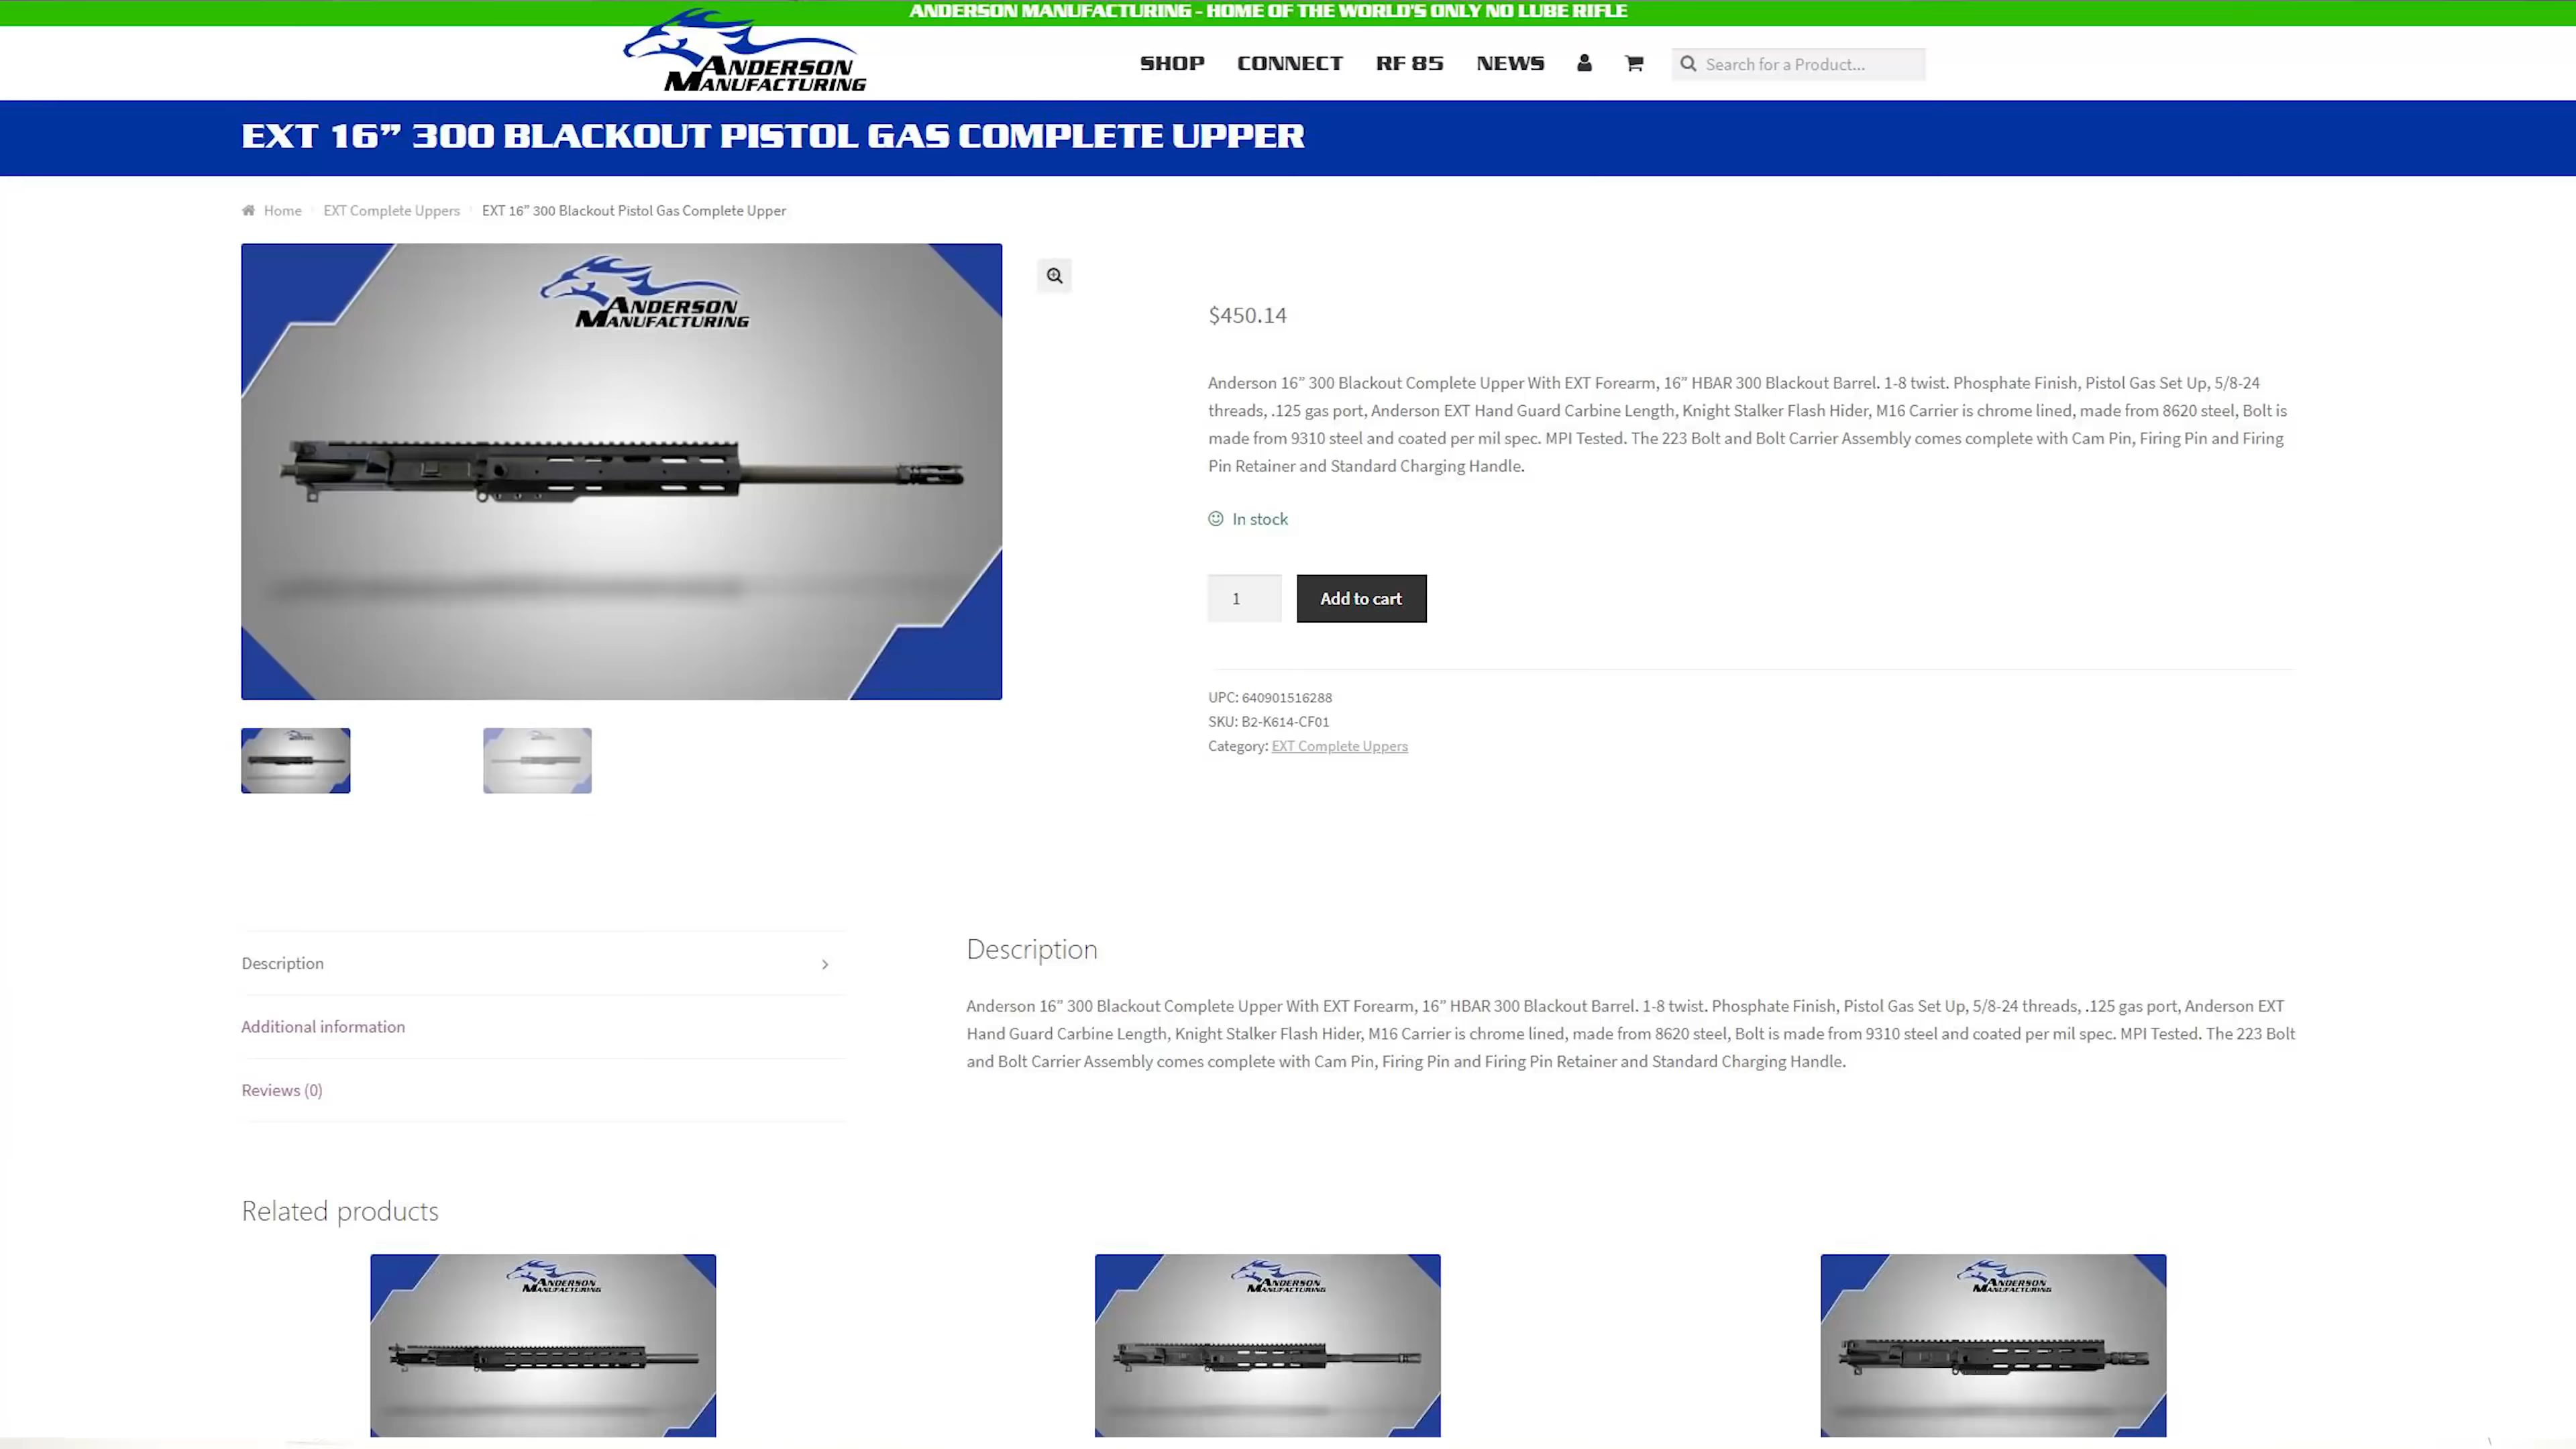 ANDERSON MANUFACTURING - HOME OF THE WORLD'S ONLY NO LUBE RIFLE
ANDERSON
MANUFACTURING
SHOP CONNECT RF 85 NEWS Search for a Product...
EXT 16” 300 BLACKOUT PISTOL GAS COMPLETE UPPER
Home EXT Complete Uppers EXT 16” 300 Blackout Pistol Gas Complete Upper
ANDERSON
MANUFACTURING
$450.14
Anderson 16” 300 Blackout Complete Upper With EXT Forearm, 16” HBAR 300 Blackout Barrel. 1-8 twist. Phosphate Finish, Pistol Gas Set Up, 5/8-24
threads, .125 gas port, Anderson EXT Hand Guard Carbine Length, Knight Stalker Flash Hider, M16 Carrier is chrome lined, made from 8620 steel, Bolt is
made from 9310 steel and coated per mil spec. MPI Tested. The 223 Bolt and Bolt Carrier Assembly comes complete with Cam Pin, Firing Pin and Firing
Pin Retainer and Standard Charging Handle.
In stock
1 Add to cart
UPC: 640901516288
SKU: B2-K614-CF01
Category: EXT Complete Uppers
Description
Additional information
Reviews (0)
Description
Anderson 16” 300 Blackout Complete Upper With EXT Forearm, 16” HBAR 300 Blackout Barrel. 1-8 twist. Phosphate Finish, Pistol Gas Set Up, 5/8-24 threads, .125 gas port, Anderson EXT
Hand Guard Carbine Length, Knight Stalker Flash Hider, M16 Carrier is chrome lined, made from 8620 steel, Bolt is made from 9310 steel and coated per mil spec. MPI Tested. The 223 Bolt
and Bolt Carrier Assembly comes complete with Cam Pin, Firing Pin and Firing Pin Retainer and Standard Charging Handle.
Related products
ANDERSON
MANUFACTURING
ANDERSON
MANUFACTURING
ANDERSON
MANUFACTURING